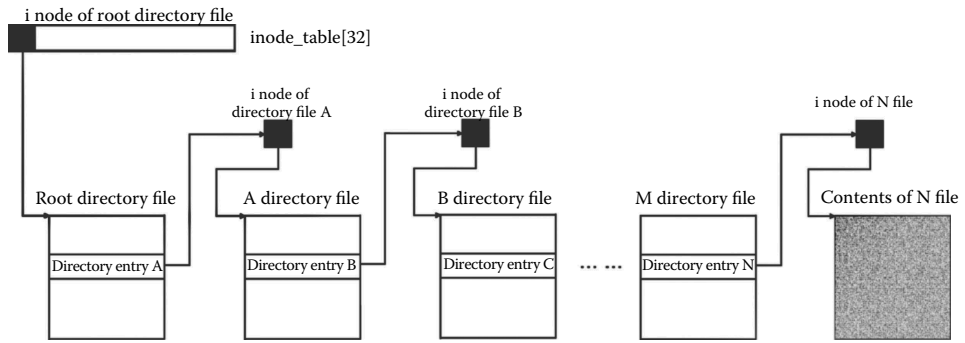 i node of root directory file
inode_table[32]
i node of
directory file A
i node of
directory file B
i node of N file
Root directory file
A directory file
B directory file
M directory file
Contents of N file
Directory entry A
Directory entry B
Directory entry C
... ...
Directory entry N